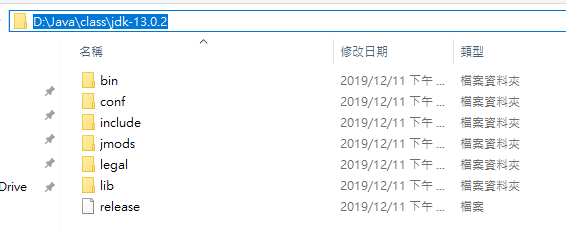 D:\Java\class\jdk-13.0.2
名稱 修改日期 類型
bin 2019/12/11 下午 ... 檔案資料夾
conf 2019/12/11 下午 ... 檔案資料夾
include 2019/12/11 下午 ... 檔案資料夾
jmods 2019/12/11 下午 ... 檔案資料夾
legal 2019/12/11 下午 ... 檔案資料夾
Drive lib 2019/12/11 下午 ... 檔案資料夾
release 2019/12/11 下午 ... 檔案